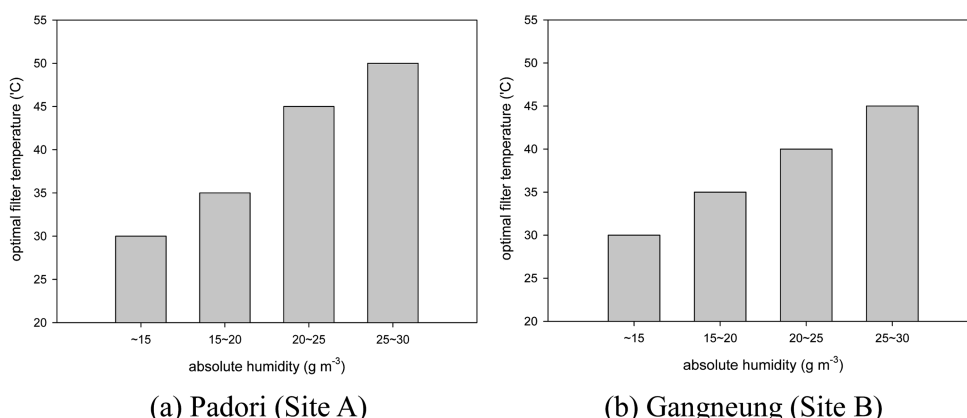 55
50
45
40
35
30
25
20
optimal filter temperature ('C)
~15 15~20 20~25 25~30
absolute humidity (g m⁻³)
(a) Padori (Site A)
55
50
45
40
35
30
25
20
optimal filter temperature ('C)
~15 15~20 20~25 25~30
absolute humidity (g m⁻³)
(b) Gangneung (Site B)